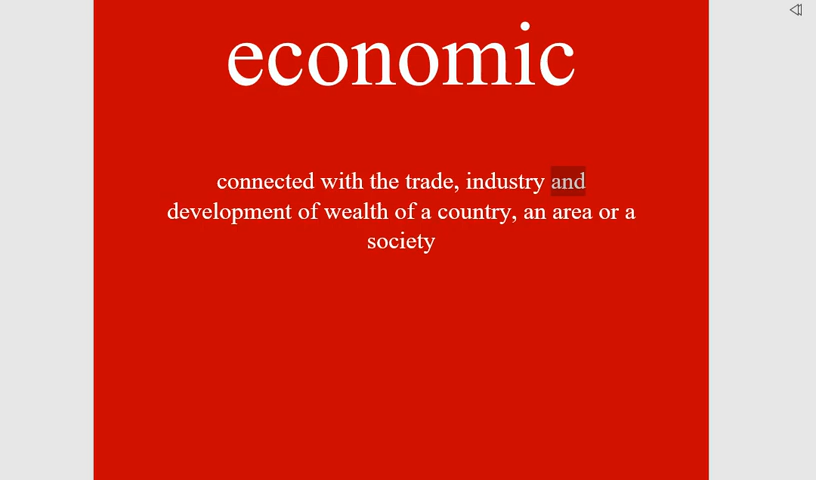 economic
connected with the trade, industry and
development of wealth of a country, an area or a
society